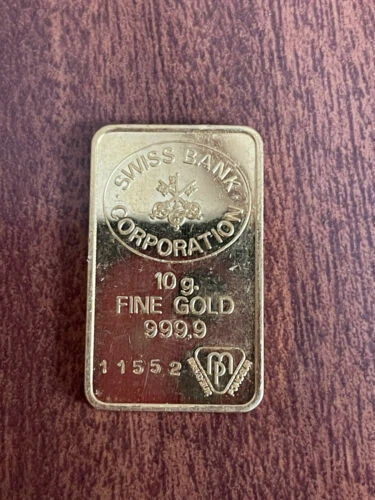 · SWISS BANK ·
CORPORATION
10 g.
FINE GOLD
999,9
11552